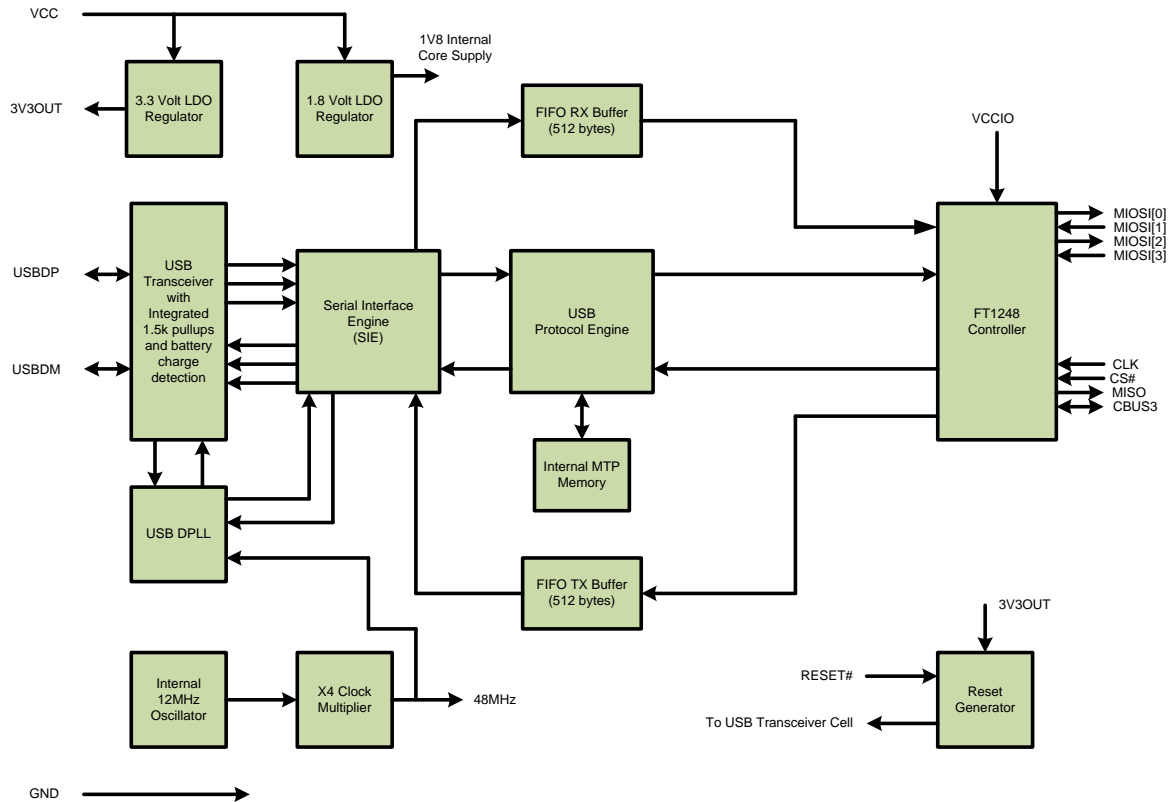 VCC
1V8 Internal
Core Supply
3V3OUT
3.3 Volt LDO
Regulator
1.8 Volt LDO
Regulator
FIFO RX Buffer
(512 bytes)
VCCIO
USBDP
USBDM
USB
Transceiver
with
Integrated
1.5k pullups
and battery
charge
detection
Serial Interface
Engine
(SIE)
USB
Protocol Engine
FT1248
Controller
MIOSI[0]
MIOSI[1]
MIOSI[2]
MIOSI[3]
CLK
CS#
MISO
CBUS3
Internal MTP
Memory
USB DPLL
FIFO TX Buffer
(512 bytes)
3V3OUT
Internal
12MHz
Oscillator
X4 Clock
Multiplier
48MHz
RESET#
To USB Transceiver Cell
Reset
Generator
GND